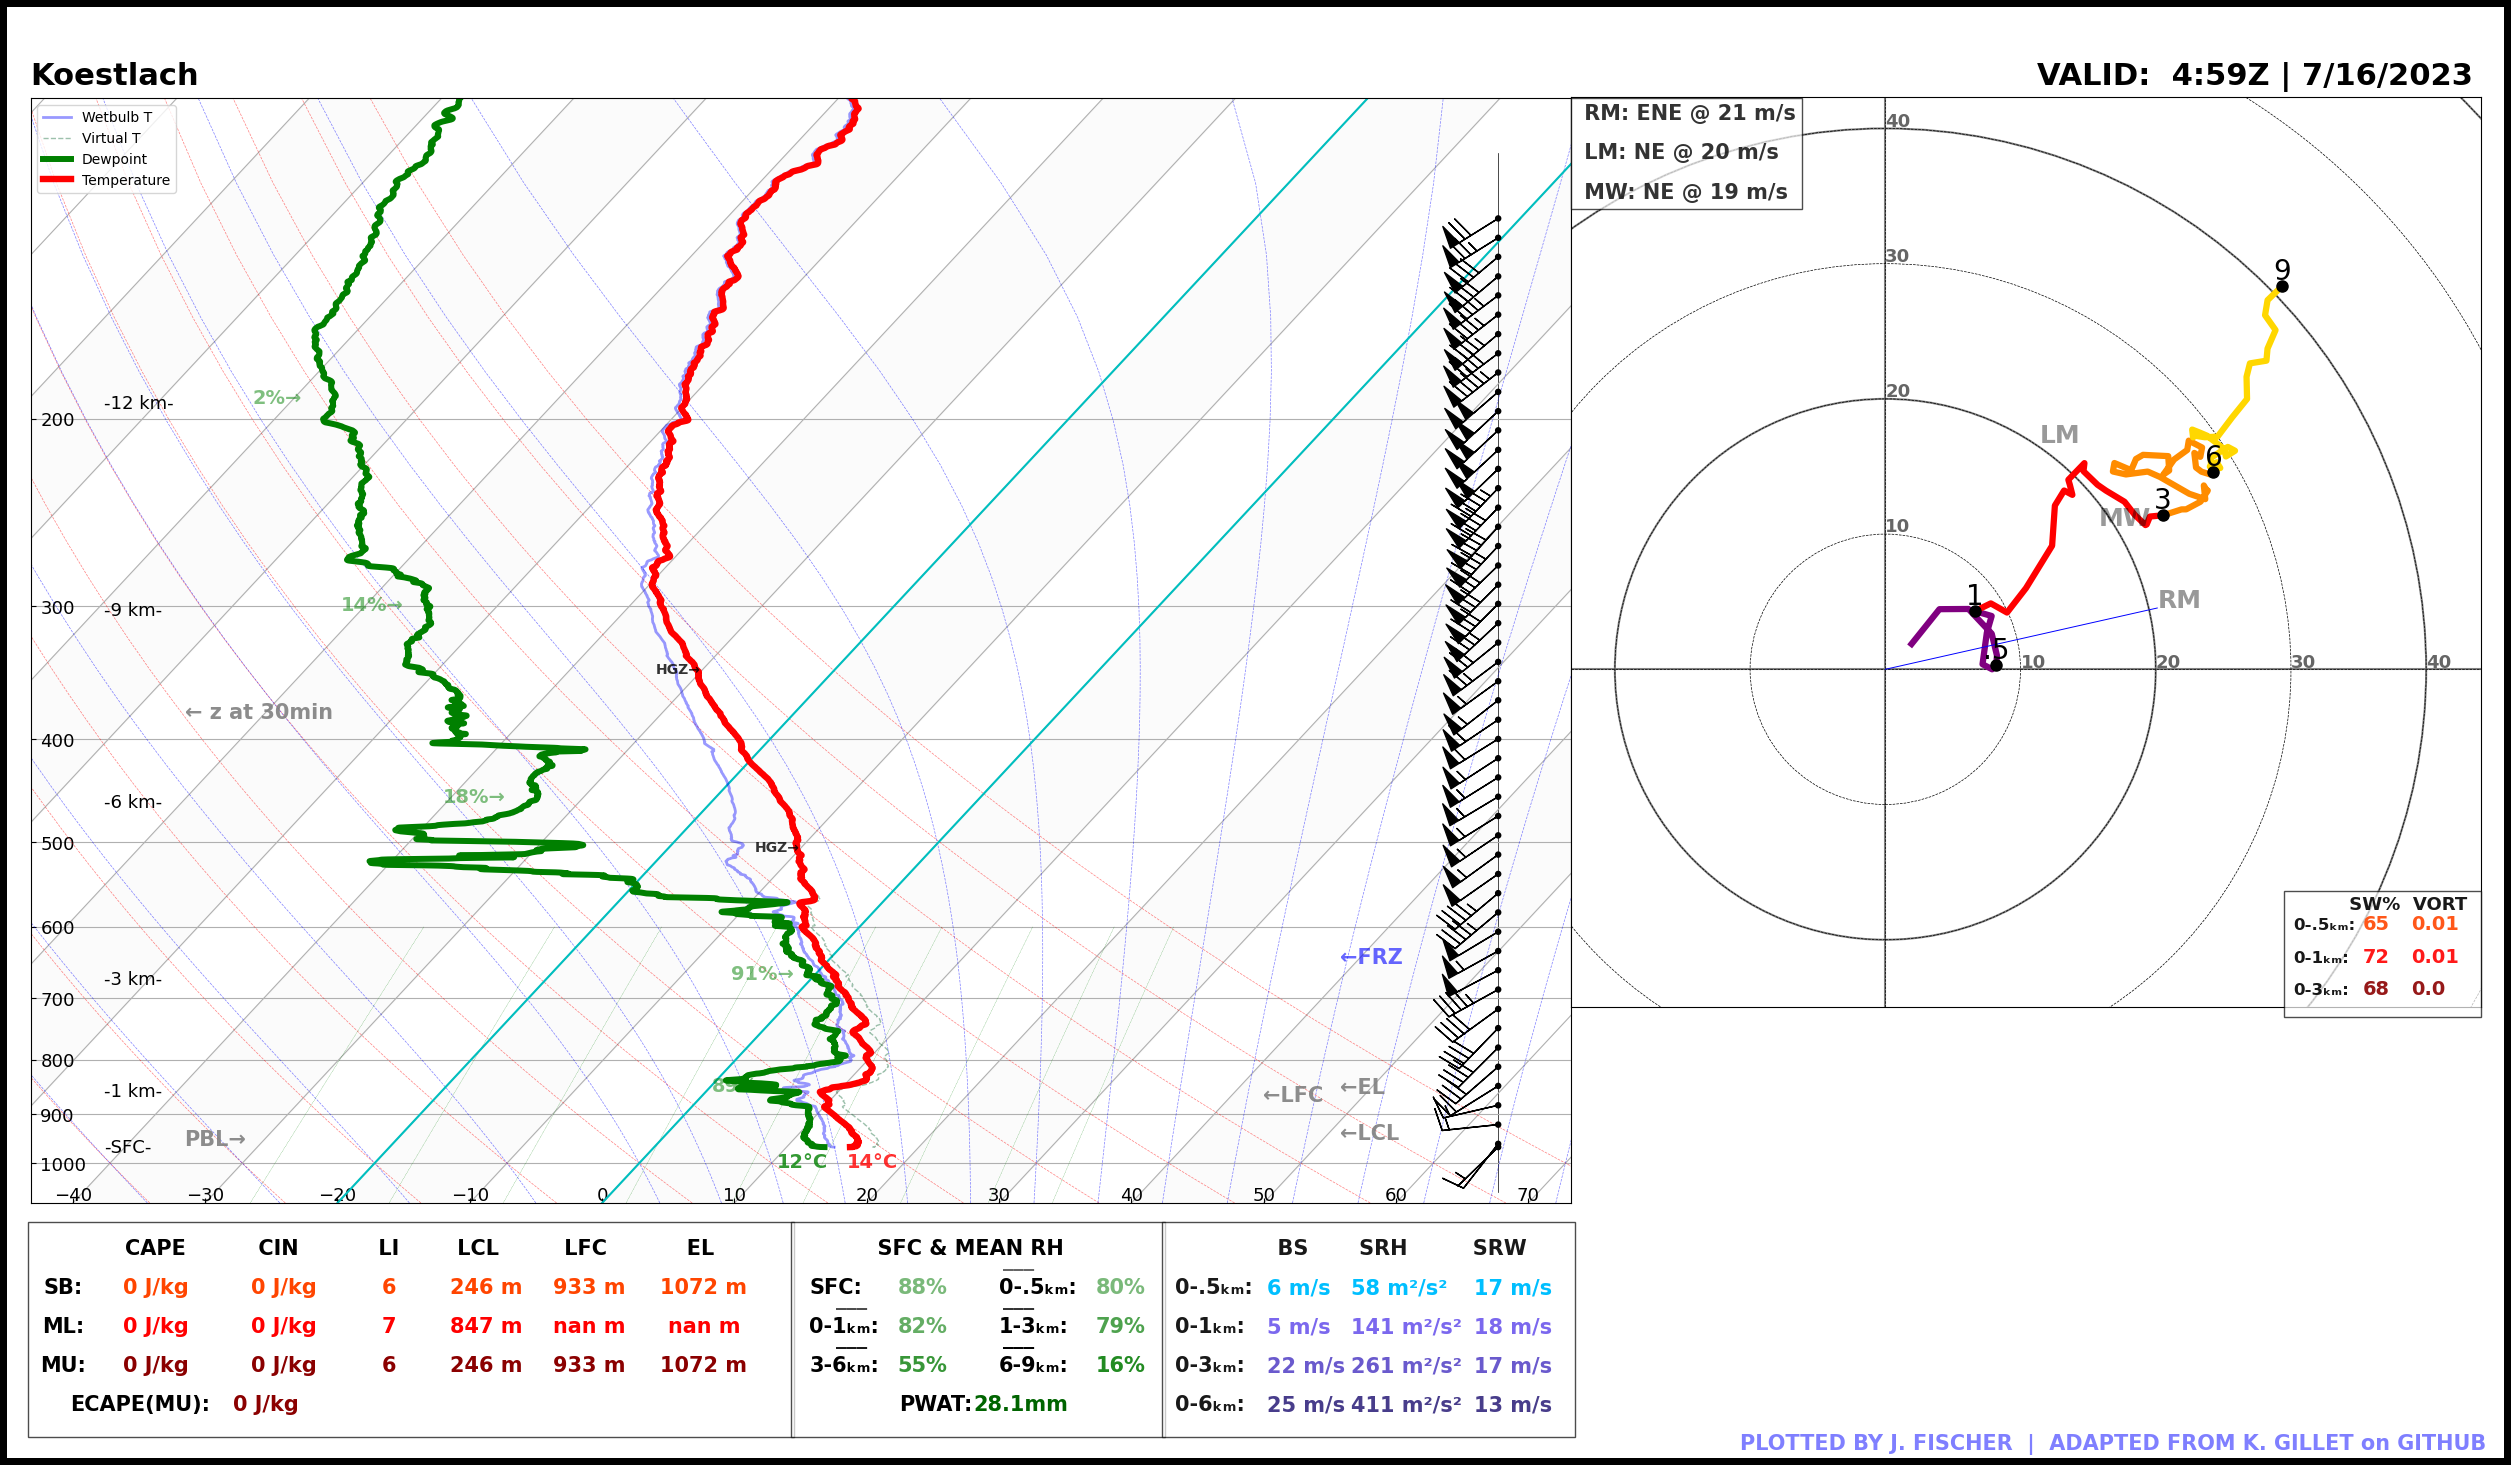 Koestlach
VALID:  4:59Z | 7/16/2023
Wetbulb T
Virtual T
Dewpoint
Temperature
RM: ENE @ 21 m/s
LM: NE @ 20 m/s
MW: NE @ 19 m/s
40
30
20
10
10
20
30
40
9
6
3
1
.5
LM
MW
RM
2%→
-12 km-
200
14%→
300
-9 km-
HGZ→
← z at 30min
400
18%→
-6 km-
500
HGZ→
600
←FRZ
91%→
-3 km-
700
800
-1 km-
←LFC
←EL
900
PBL→
←LCL
-SFC-
1000
12°C
14°C
−40 −30 −20 −10 0 10 20 30 40 50 60 70
SW% VORT
0-.5ₖₘ: 65 0.01
0-1ₖₘ: 72 0.01
0-3ₖₘ: 68 0.0
CAPE CIN LI LCL LFC EL
SB: 0 J/kg 0 J/kg 6 246 m 933 m 1072 m
ML: 0 J/kg 0 J/kg 7 847 m nan m nan m
MU: 0 J/kg 0 J/kg 6 246 m 933 m 1072 m
ECAPE(MU): 0 J/kg
SFC & MEAN RH
SFC: 88% 0-.5ₖₘ: 80%
0-1ₖₘ: 82% 1-3ₖₘ: 79%
3-6ₖₘ: 55% 6-9ₖₘ: 16%
PWAT: 28.1mm
BS SRH SRW
0-.5ₖₘ: 6 m/s 58 m²/s² 17 m/s
0-1ₖₘ: 5 m/s 141 m²/s² 18 m/s
0-3ₖₘ: 22 m/s 261 m²/s² 17 m/s
0-6ₖₘ: 25 m/s 411 m²/s² 13 m/s
PLOTTED BY J. FISCHER | ADAPTED FROM K. GILLET on GITHUB